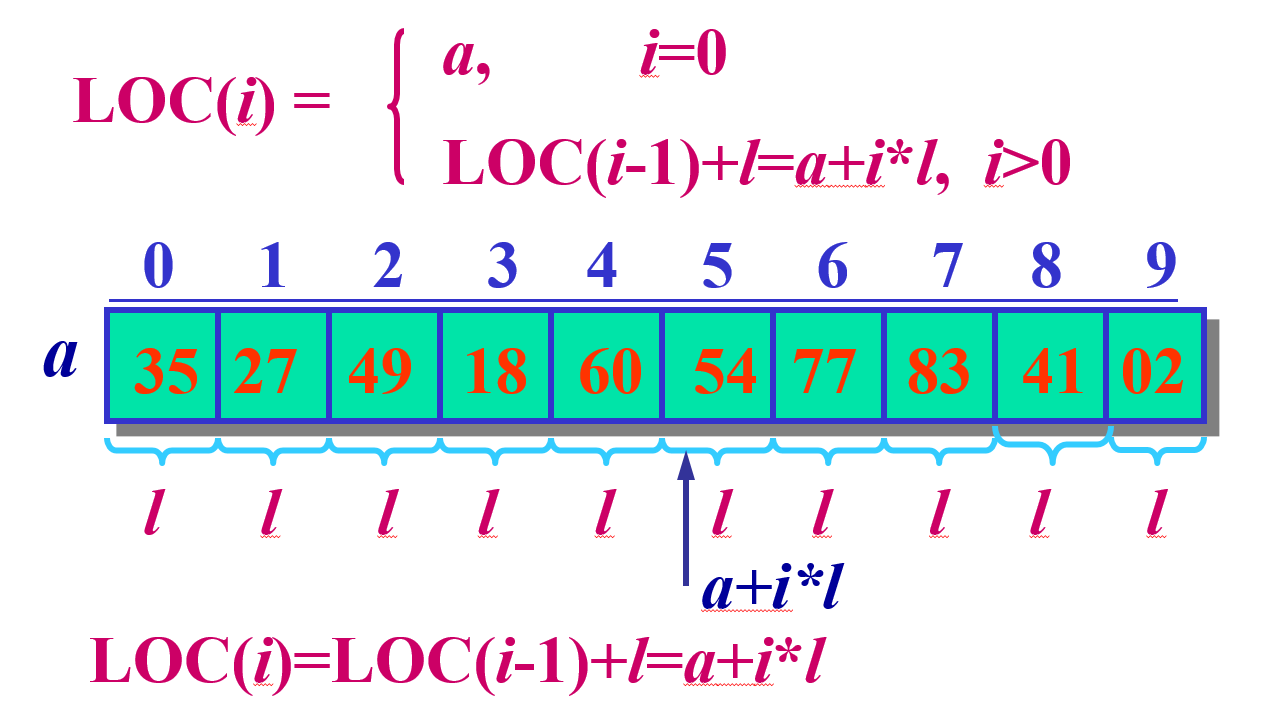 a, i=0
LOC(i) =
LOC(i-1)+l=a+i*l, i>0
0 1 2 3 4 5 6 7 8 9
a 35 27 49 18 60 54 77 83 41 02
l l l l l l l l l l
a+i*l
LOC(i)=LOC(i-1)+l=a+i*l